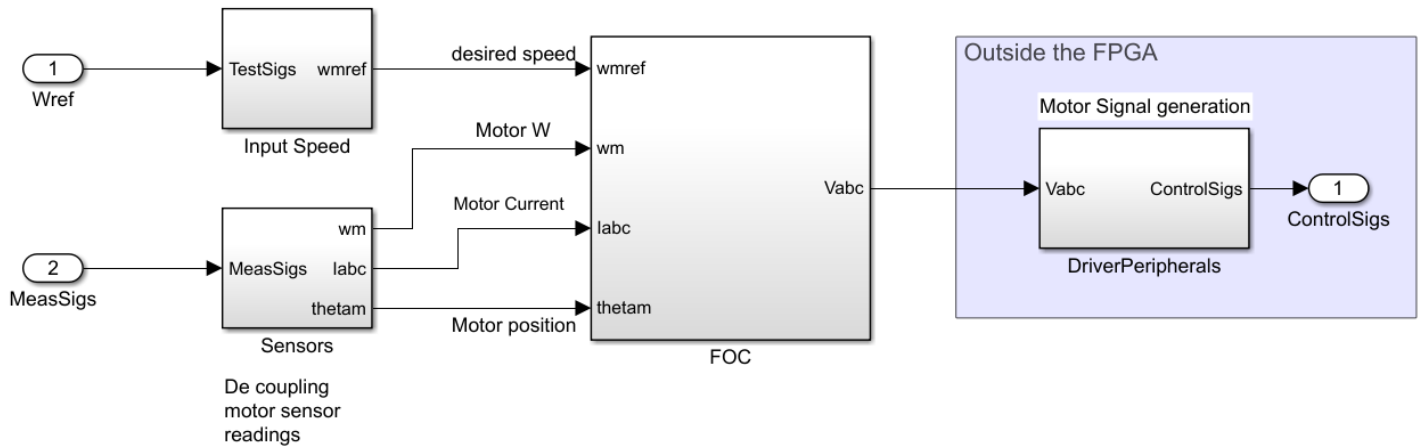 1
Wref
TestSigs
wmref
Input Speed
desired speed
Motor W
Motor Current
Motor position
2
MeasSigs
MeasSigs
wm
Iabc
thetam
Sensors
De coupling
motor sensor
readings
wmref
wm
Iabc
thetam
Vabc
FOC
Outside the FPGA
Motor Signal generation
Vabc
ControlSigs
DriverPeripherals
1
ControlSigs